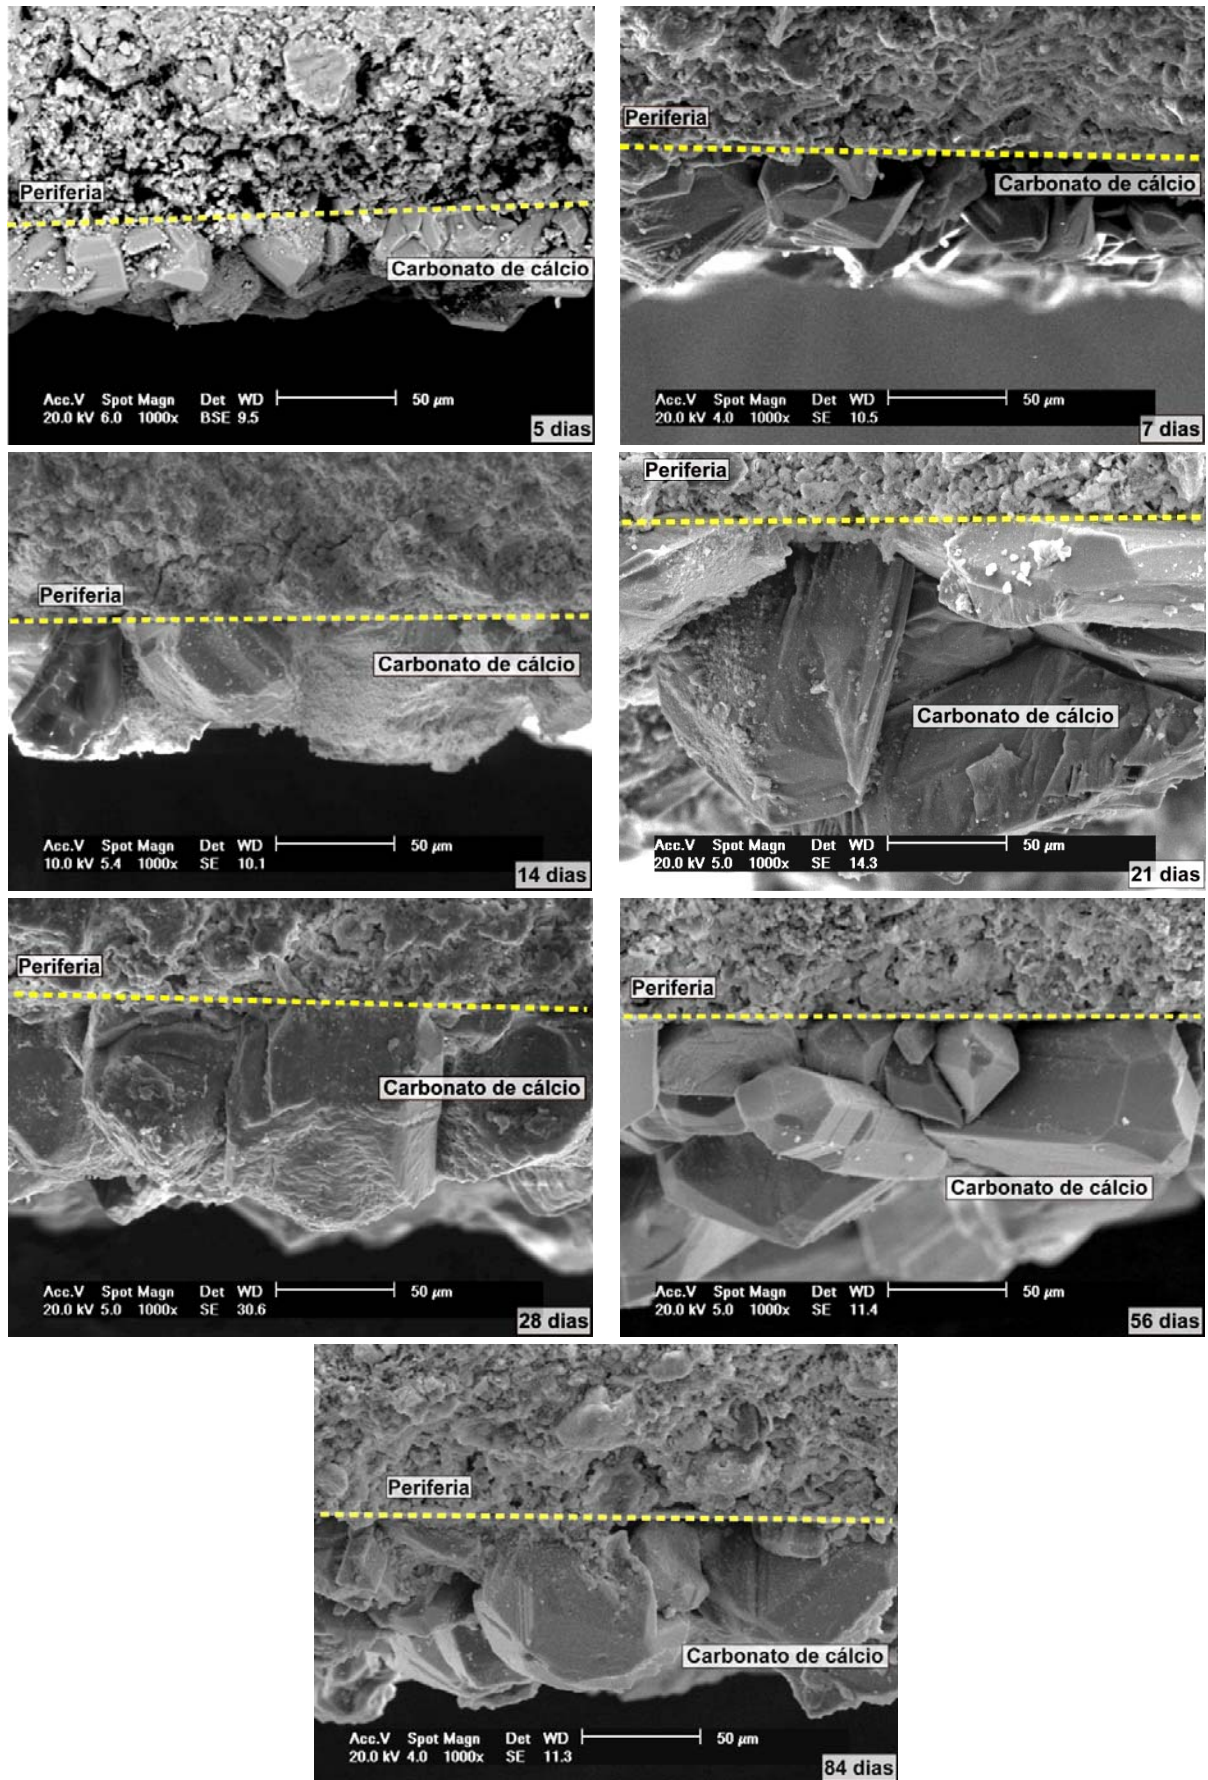 Periferia
Carbonato de cálcio
Acc.V Spot Magn Det WD 50 µm
20.0 kV 6.0 1000x BSE 9.5
5 dias
Periferia
Carbonato de cálcio
Acc.V Spot Magn Det WD 50 µm
20.0 kV 4.0 1000x SE 10.5
7 dias
Periferia
Carbonato de cálcio
Acc.V Spot Magn Det WD 50 µm
10.0 kV 5.4 1000x SE 10.1
14 dias
Periferia
Carbonato de cálcio
Acc.V Spot Magn Det WD 50 µm
20.0 kV 5.0 1000x SE 14.3
21 dias
Periferia
Carbonato de cálcio
Acc.V Spot Magn Det WD 50 µm
20.0 kV 5.0 1000x SE 30.6
28 dias
Periferia
Carbonato de cálcio
Acc.V Spot Magn Det WD 50 µm
20.0 kV 5.0 1000x SE 11.4
56 dias
Periferia
Carbonato de cálcio
Acc.V Spot Magn Det WD 50 µm
20.0 kV 4.0 1000x SE 11.3
84 dias